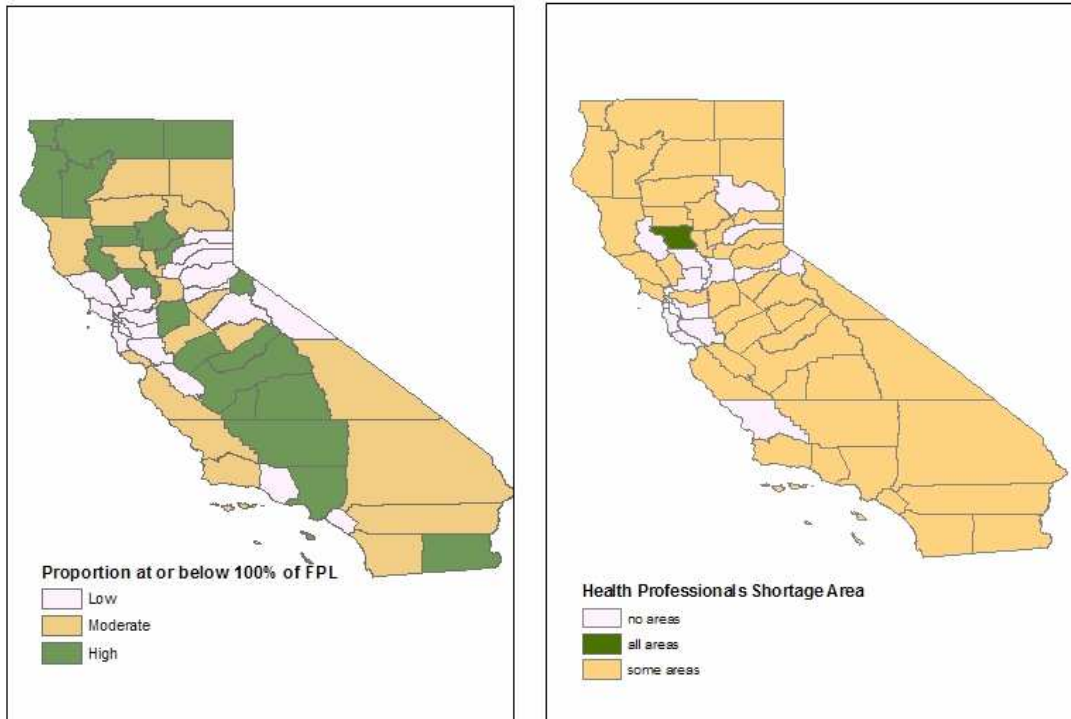 Proportion at or below 100% of FPL
Low
Moderate
High
Health Professionals Shortage Area
no areas
all areas
some areas